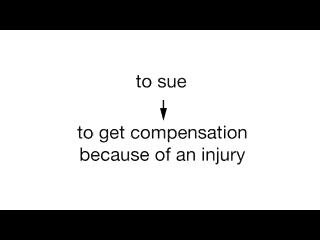 to sue
to get compensation
because of an injury